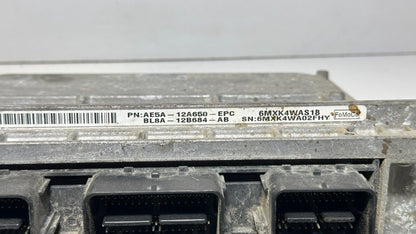 PN:AE5A-12A650-EPC 6MXK4WAS18
BL8A-12B684-AB SN:6MXK4WA02FHY FoMoCo